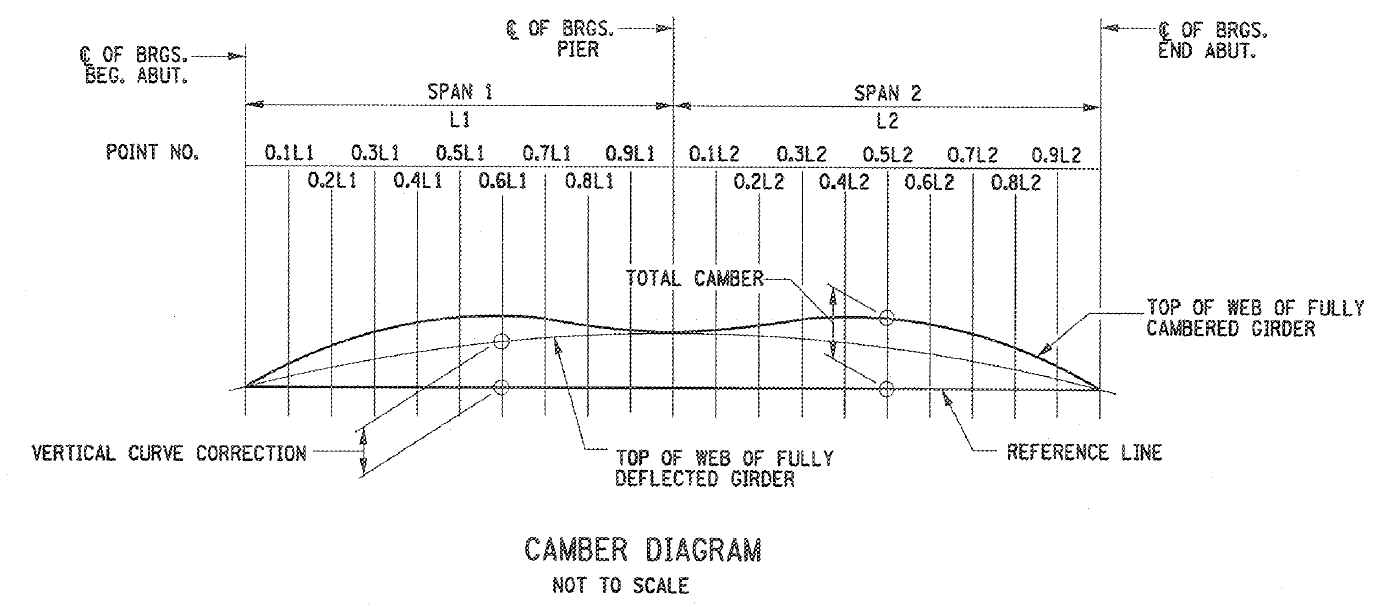 ℄ OF BRGS.
BEG. ABUT.
℄ OF BRGS.
PIER
℄ OF BRGS.
END ABUT.
SPAN 1
L1
SPAN 2
L2
POINT NO.
0.1L1 0.3L1 0.5L1 0.7L1 0.9L1 0.1L2 0.3L2 0.5L2 0.7L2 0.9L2
0.2L1 0.4L1 0.6L1 0.8L1 0.2L2 0.4L2 0.6L2 0.8L2
TOTAL CAMBER
TOP OF WEB OF FULLY
CAMBERED GIRDER
VERTICAL CURVE CORRECTION
TOP OF WEB OF FULLY
DEFLECTED GIRDER
REFERENCE LINE
CAMBER DIAGRAM
NOT TO SCALE